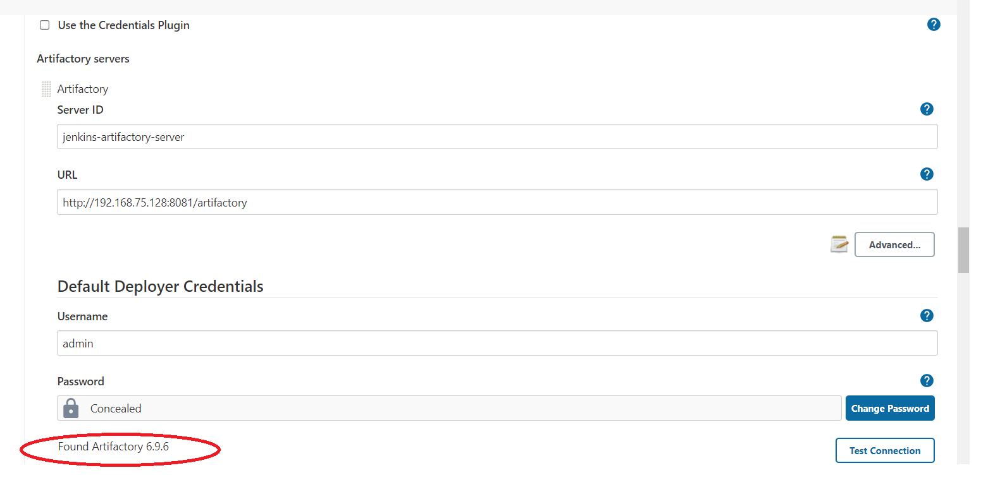 Use the Credentials Plugin
?
Artifactory servers
Artifactory
Server ID
?
jenkins-artifactory-server
URL
?
http://192.168.75.128:8081/artifactory
Advanced...
Default Deployer Credentials
Username
?
admin
Password
?
Concealed
Change Password
Found Artifactory 6.9.6
Test Connection